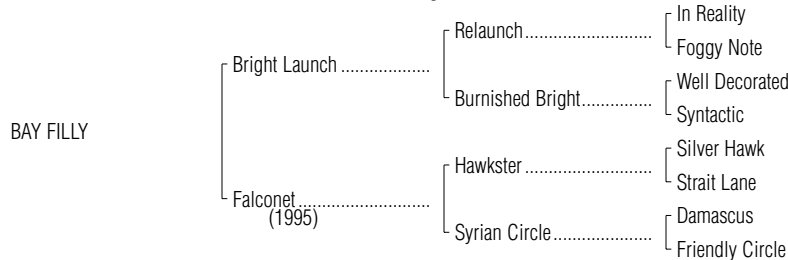 In Reality
Relaunch..............................
Foggy Note
Bright Launch .....................
Well Decorated
Burnished Bright.................
Syntactic
BAY FILLY
Silver Hawk
Hawkster..............................
Strait Lane
Falconet...............................
(1995)
Damascus
Syrian Circle.......................
Friendly Circle